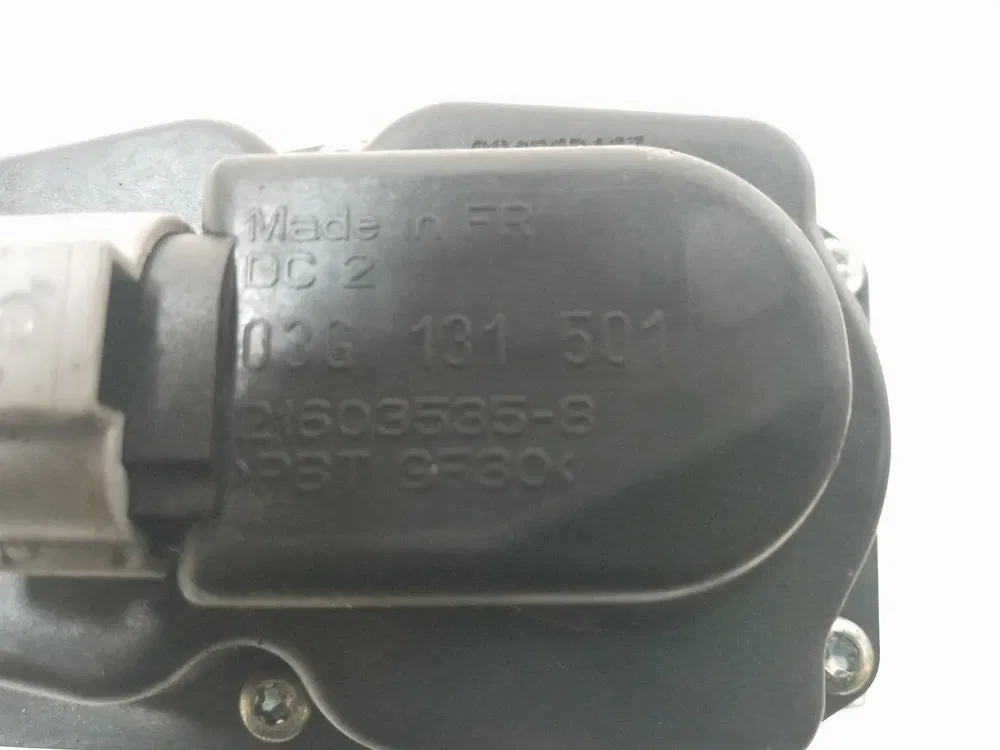 Made in FR
DC 2
03G 131 501
21603535-8
>PBT GF30<